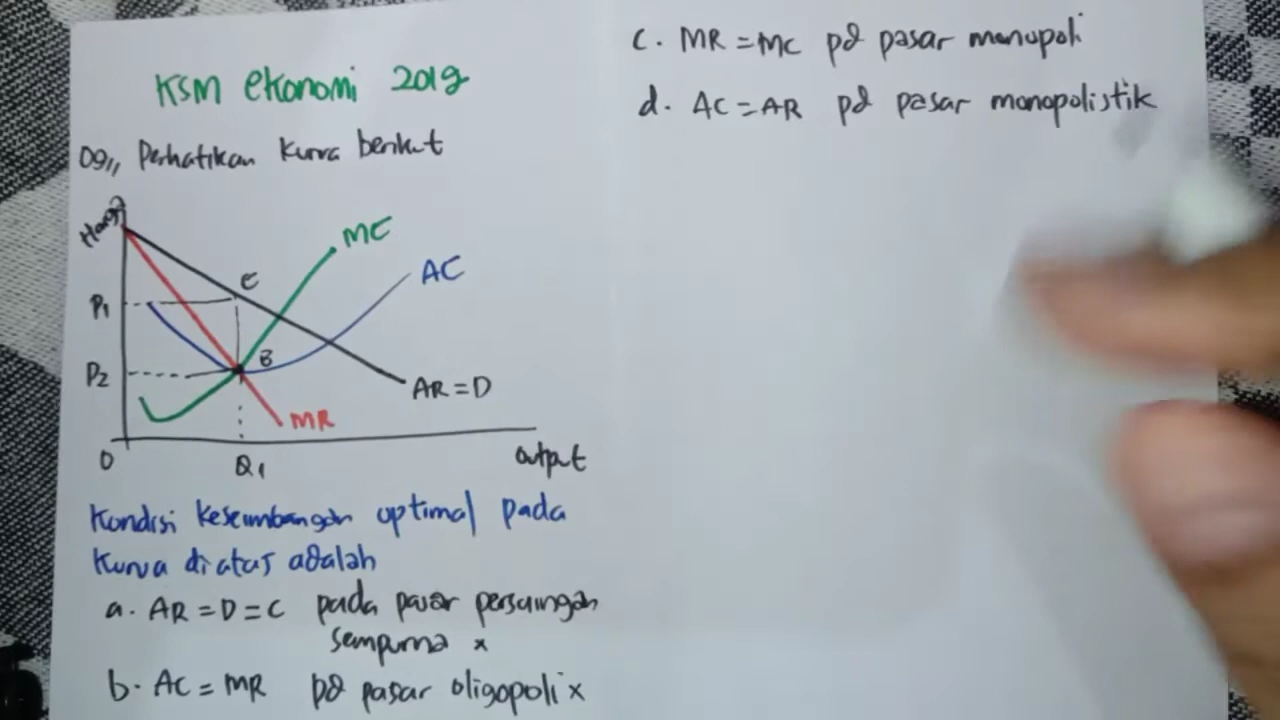 KSM ekonomi 2019
09,, Perhatikan Kurva berikut
Harga
MC
AC
E
P1
B
P2
AR = D
MR
0
Q1
output
Kondisi keseimbangan optimal pada
kurva diatas adalah
a. AR = D = C pada pasar persaingan
sempurna x
b. AC = MR pd pasar oligopoli x
c. MR = MC pd pasar monopoli
d. AC = AR pd pasar monopolistik